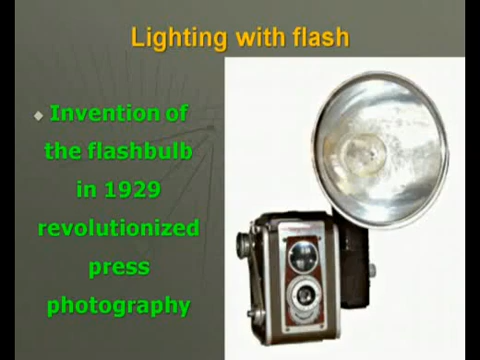 Lighting with flash
Invention of
the flashbulb
in 1929
revolutionized
press
photography